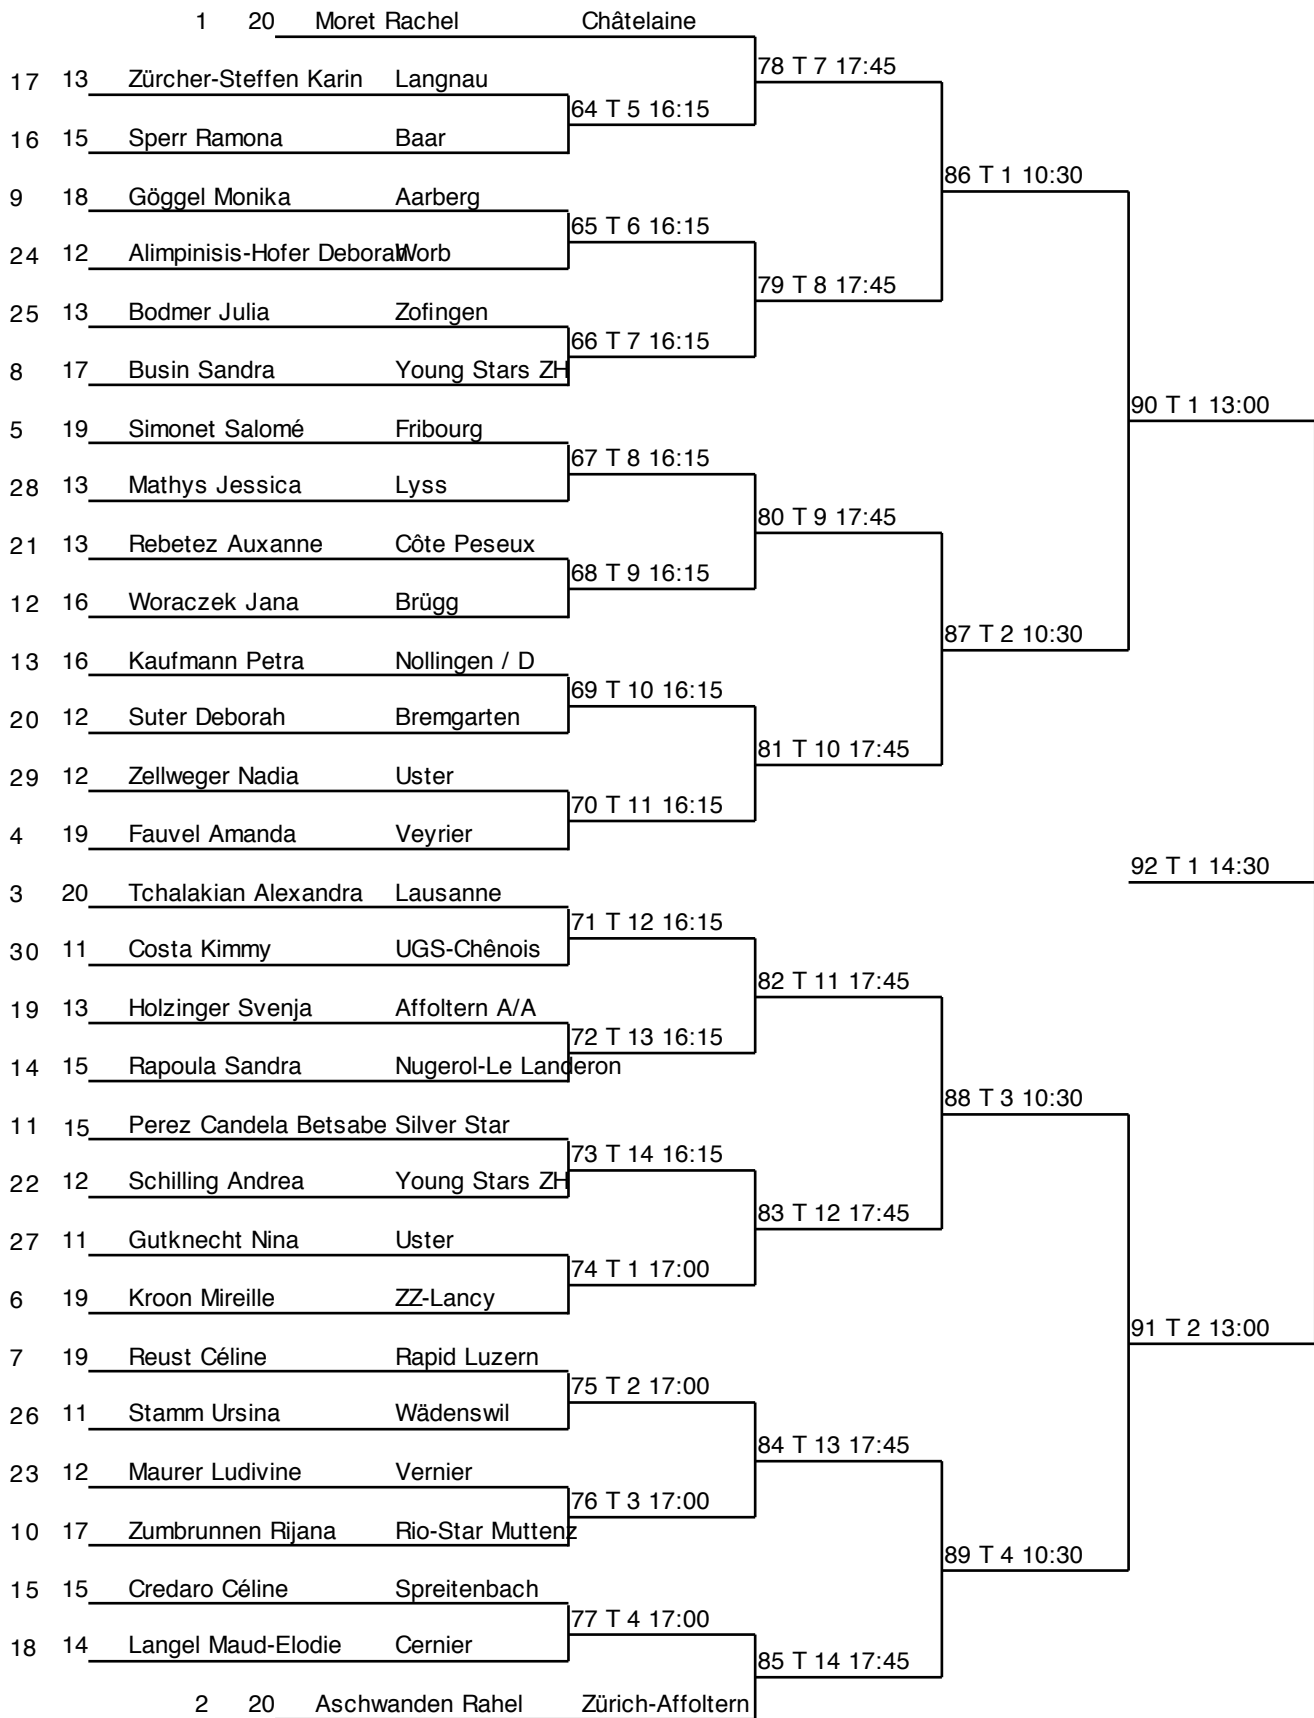 1 20 Moret Rachel Châtelaine
78 T 7 17:45
17 13 Zürcher-Steffen Karin Langnau
64 T 5 16:15
16 15 Sperr Ramona Baar
86 T 1 10:30
9 18 Göggel Monika Aarberg
65 T 6 16:15
24 12 Alimpinisis-Hofer Deborah Worb
79 T 8 17:45
25 13 Bodmer Julia Zofingen
66 T 7 16:15
8 17 Busin Sandra Young Stars ZH
90 T 1 13:00
5 19 Simonet Salomé Fribourg
67 T 8 16:15
28 13 Mathys Jessica Lyss
80 T 9 17:45
21 13 Rebetez Auxanne Côte Peseux
68 T 9 16:15
12 16 Woraczek Jana Brügg
87 T 2 10:30
13 16 Kaufmann Petra Nollingen / D
69 T 10 16:15
20 12 Suter Deborah Bremgarten
81 T 10 17:45
29 12 Zellweger Nadia Uster
70 T 11 16:15
4 19 Fauvel Amanda Veyrier
92 T 1 14:30
3 20 Tchalakian Alexandra Lausanne
71 T 12 16:15
30 11 Costa Kimmy UGS-Chênois
82 T 11 17:45
19 13 Holzinger Svenja Affoltern A/A
72 T 13 16:15
14 15 Rapoula Sandra Nugerol-Le Landeron
88 T 3 10:30
11 15 Perez Candela Betsabe Silver Star
73 T 14 16:15
22 12 Schilling Andrea Young Stars ZH
83 T 12 17:45
27 11 Gutknecht Nina Uster
74 T 1 17:00
6 19 Kroon Mireille ZZ-Lancy
91 T 2 13:00
7 19 Reust Céline Rapid Luzern
75 T 2 17:00
26 11 Stamm Ursina Wädenswil
84 T 13 17:45
23 12 Maurer Ludivine Vernier
76 T 3 17:00
10 17 Zumbrunnen Rijana Rio-Star Muttenz
89 T 4 10:30
15 15 Credaro Céline Spreitenbach
77 T 4 17:00
18 14 Langel Maud-Elodie Cernier
85 T 14 17:45
2 20 Aschwanden Rahel Zürich-Affoltern